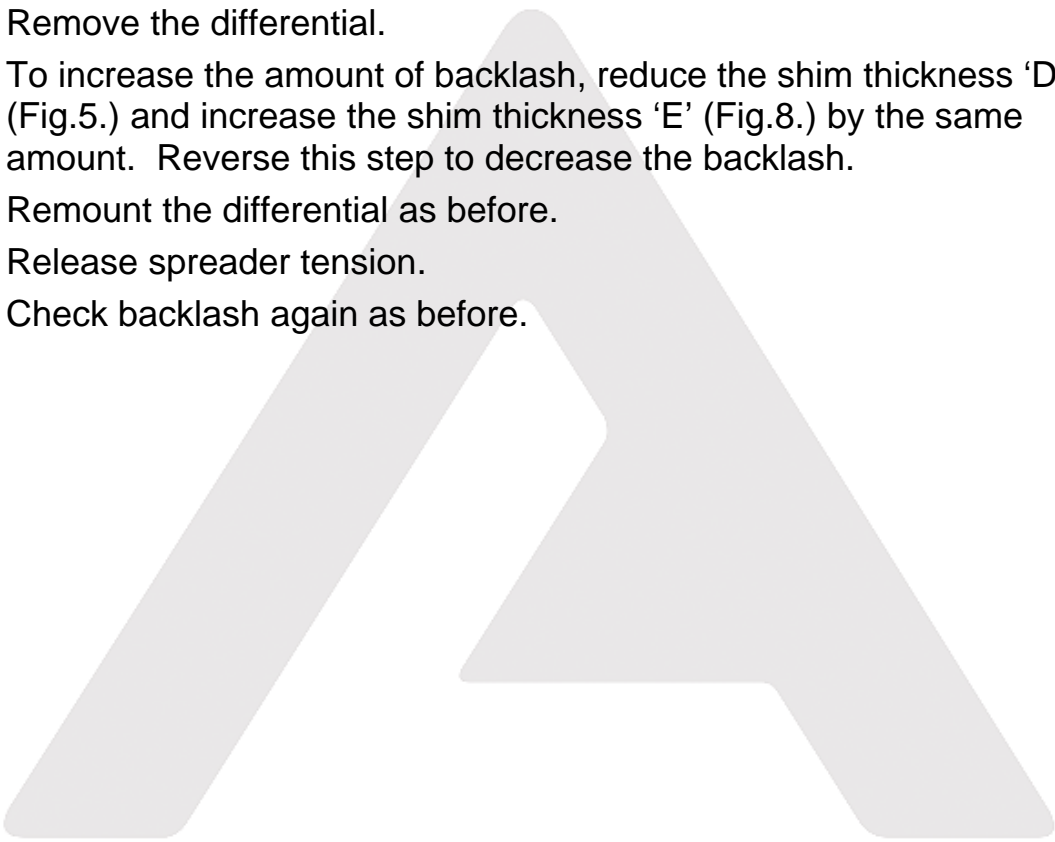 Remove the differential.
To increase the amount of backlash, reduce the shim thickness ‘D
(Fig.5.) and increase the shim thickness ‘E’ (Fig.8.) by the same
amount.  Reverse this step to decrease the backlash.
Remount the differential as before.
Release spreader tension.
Check backlash again as before.